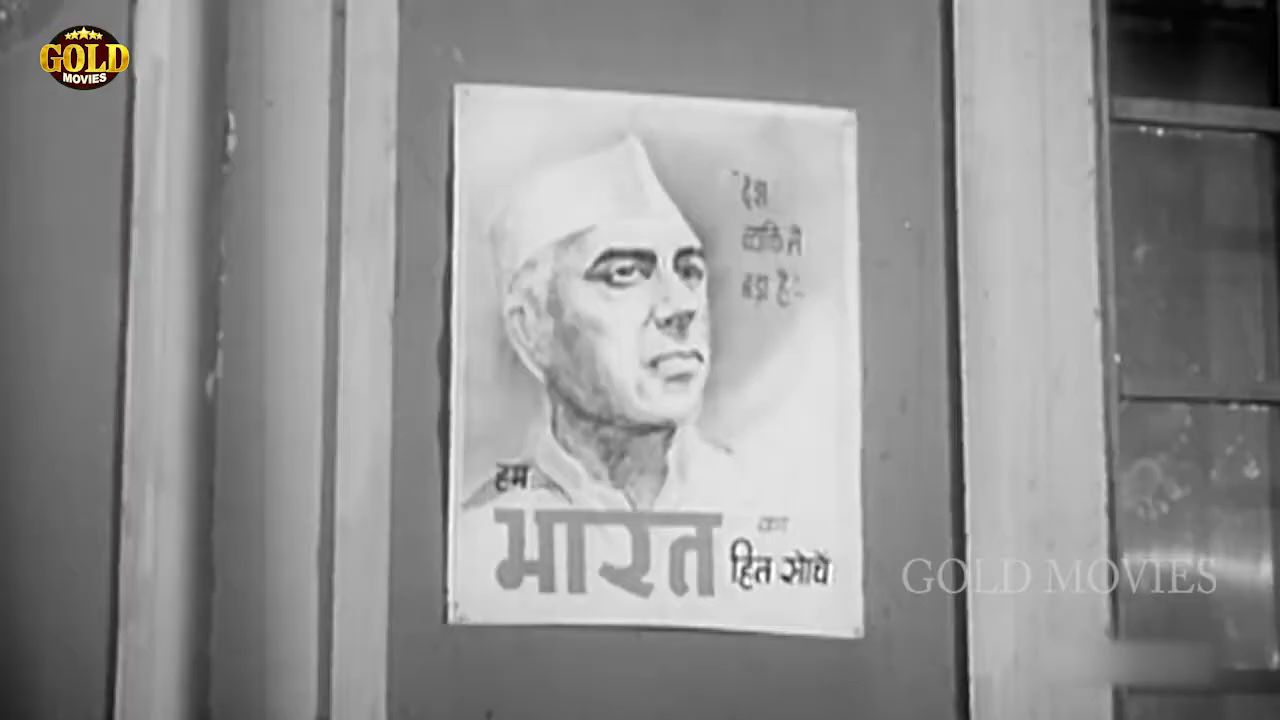 GOLD
MOVIES
"देश
व्यक्ति से
बड़ा है"
हम
भारत का
हित सोचें
GOLD MOVIES